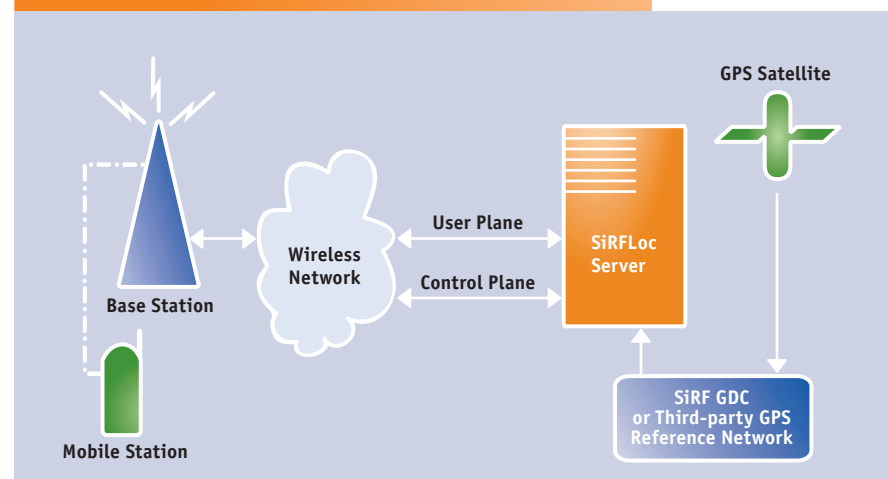 GPS Satellite
User Plane
SiRFLoc
Server
Wireless
Network
Control Plane
Base Station
SiRF GDC
or Third-party GPS
Reference Network
Mobile Station